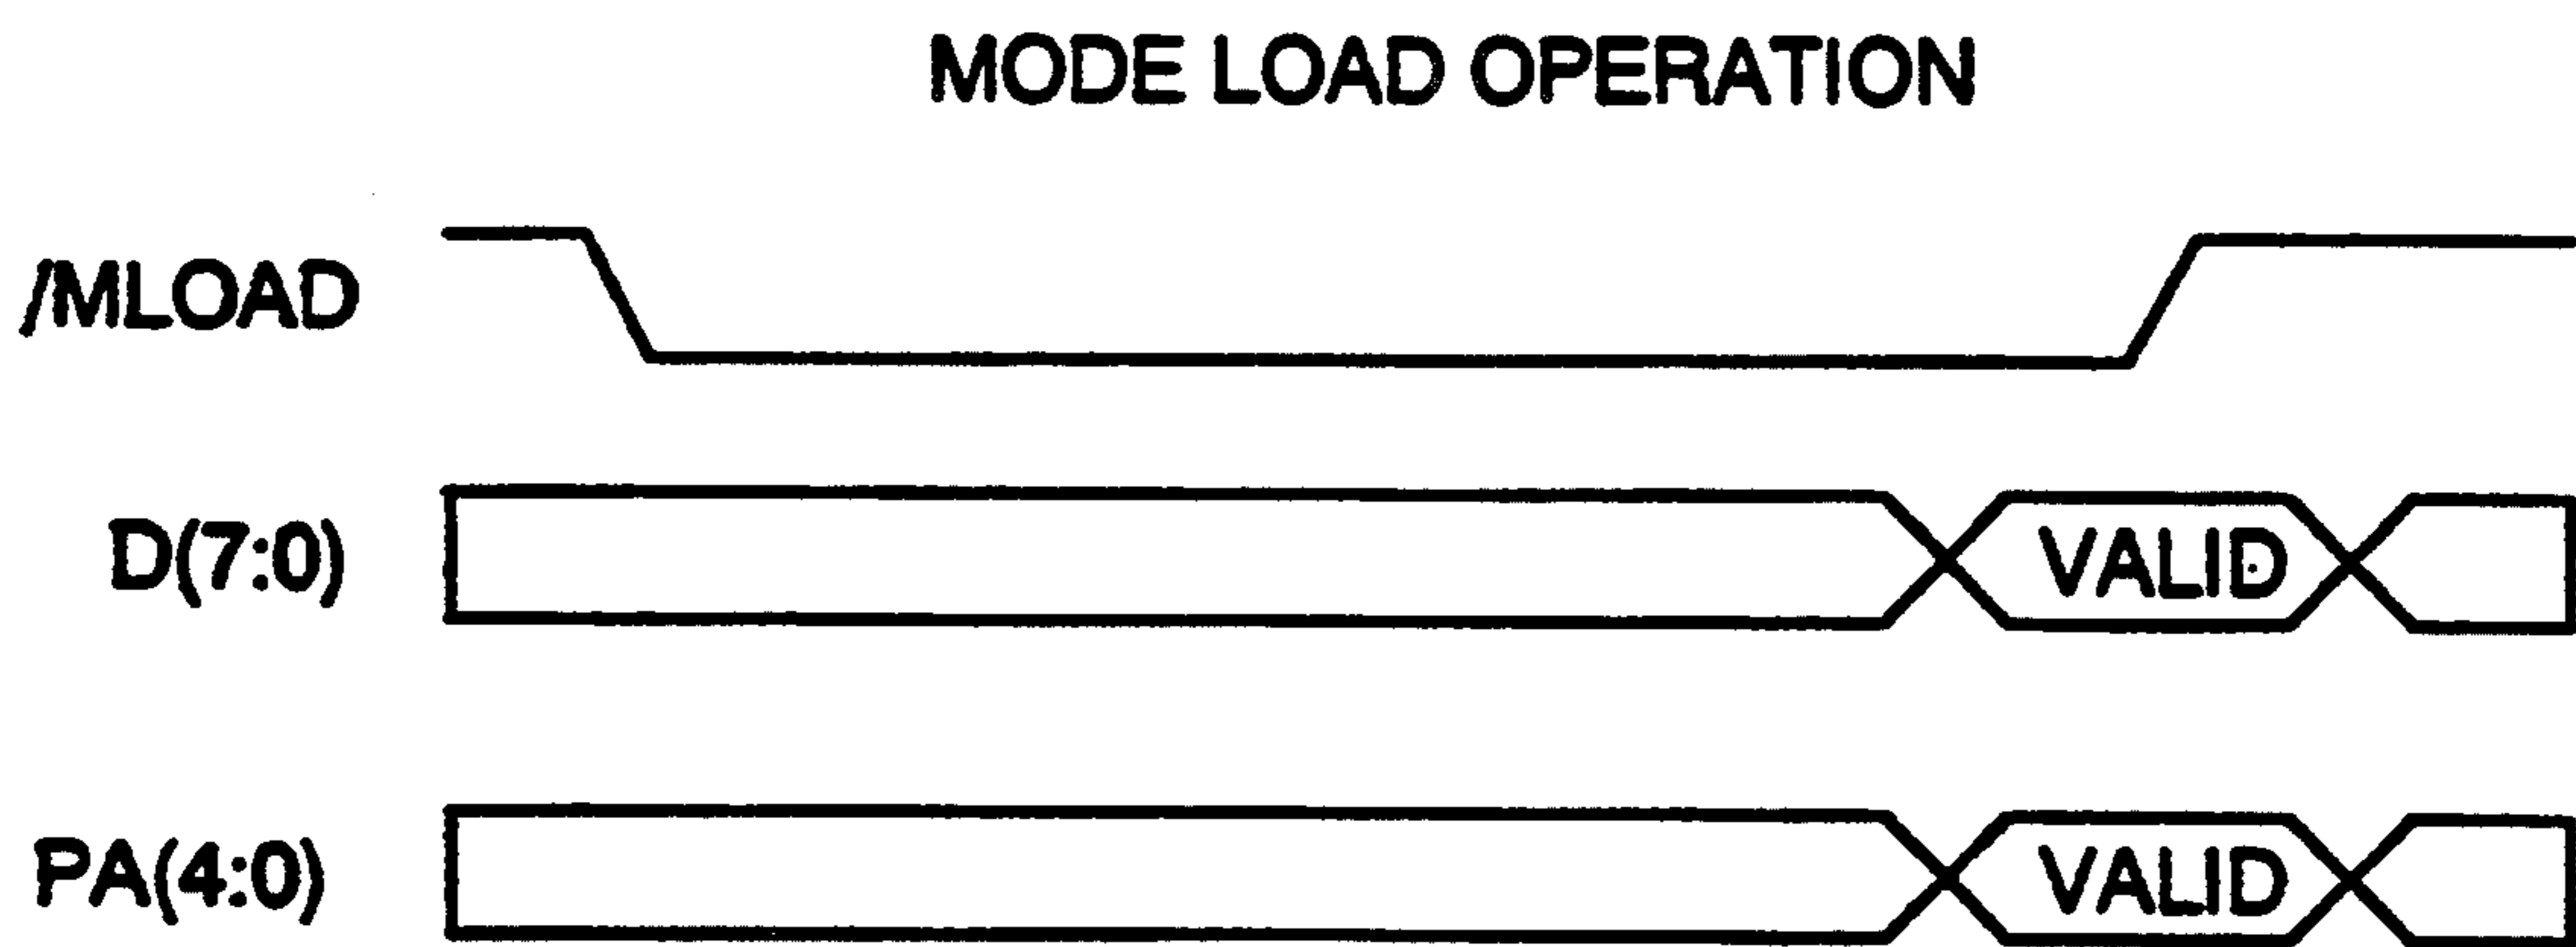 MODE LOAD OPERATION
/MLOAD
D(7:0) VALID
PA(4:0) VALID